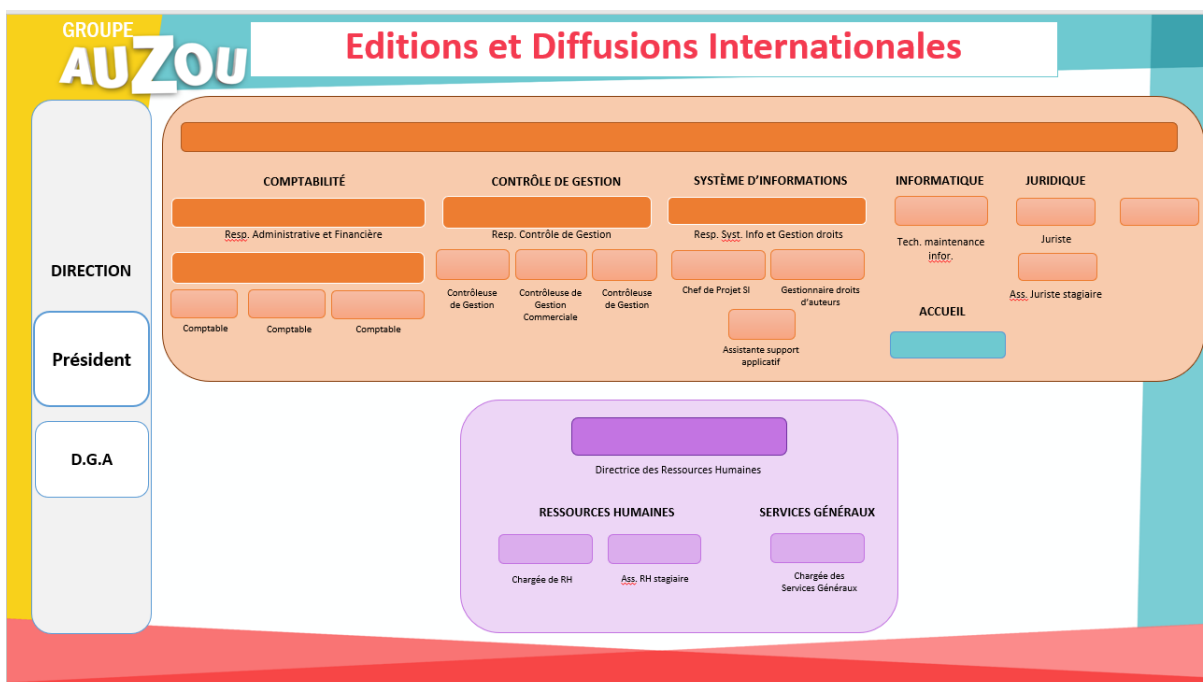 GROUPE
AUZOU
Editions et Diffusions Internationales
DIRECTION
Président
D.G.A
COMPTABILITÉ
Resp. Administrative et Financière
Comptable
Comptable
Comptable
CONTRÔLE DE GESTION
Resp. Contrôle de Gestion
Contrôleuse
de Gestion
Contrôleuse de
Gestion
Commerciale
Contrôleuse
de Gestion
SYSTÈME D'INFORMATIONS
Resp. Syst. Info et Gestion droits
Chef de Projet SI
Gestionnaire droits
d'auteurs
Assistante support
applicatif
INFORMATIQUE
Tech. maintenance
infor.
ACCUEIL
JURIDIQUE
Juriste
Ass. Juriste stagiaire
Directrice des Ressources Humaines
RESSOURCES HUMAINES
Chargée de RH
Ass. RH stagiaire
SERVICES GÉNÉRAUX
Chargée des
Services Généraux